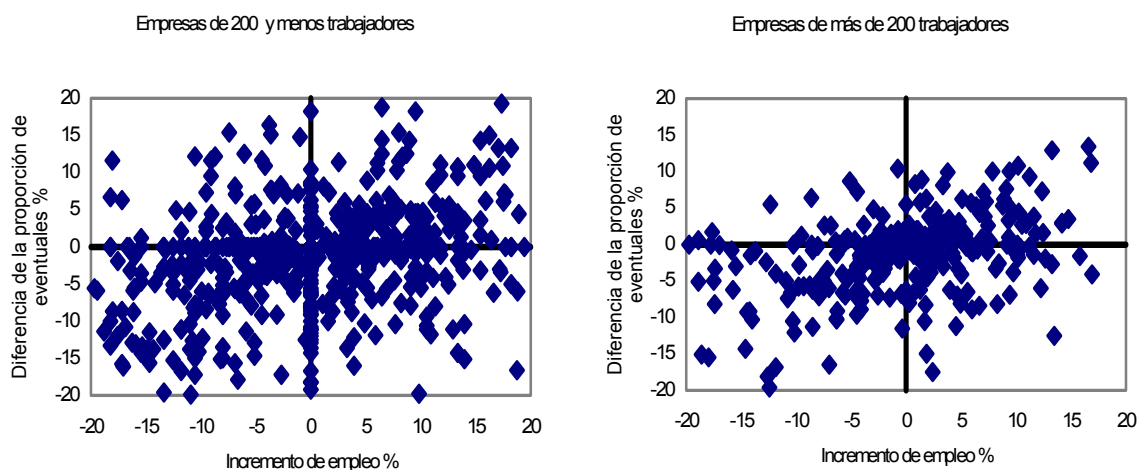 Empresas de 200 y menos trabajadores
Diferencia de la proporción de
eventuales %
20
15
10
5
0
-5
-10
-15
-20
-20 -15 -10 -5 0 5 10 15 20
Incremento de empleo %
Empresas de más de 200 trabajadores
Diferencia de la proporción de
eventuales %
20
15
10
5
0
-5
-10
-15
-20
-20 -15 -10 -5 0 5 10 15 20
Incremento de empleo %